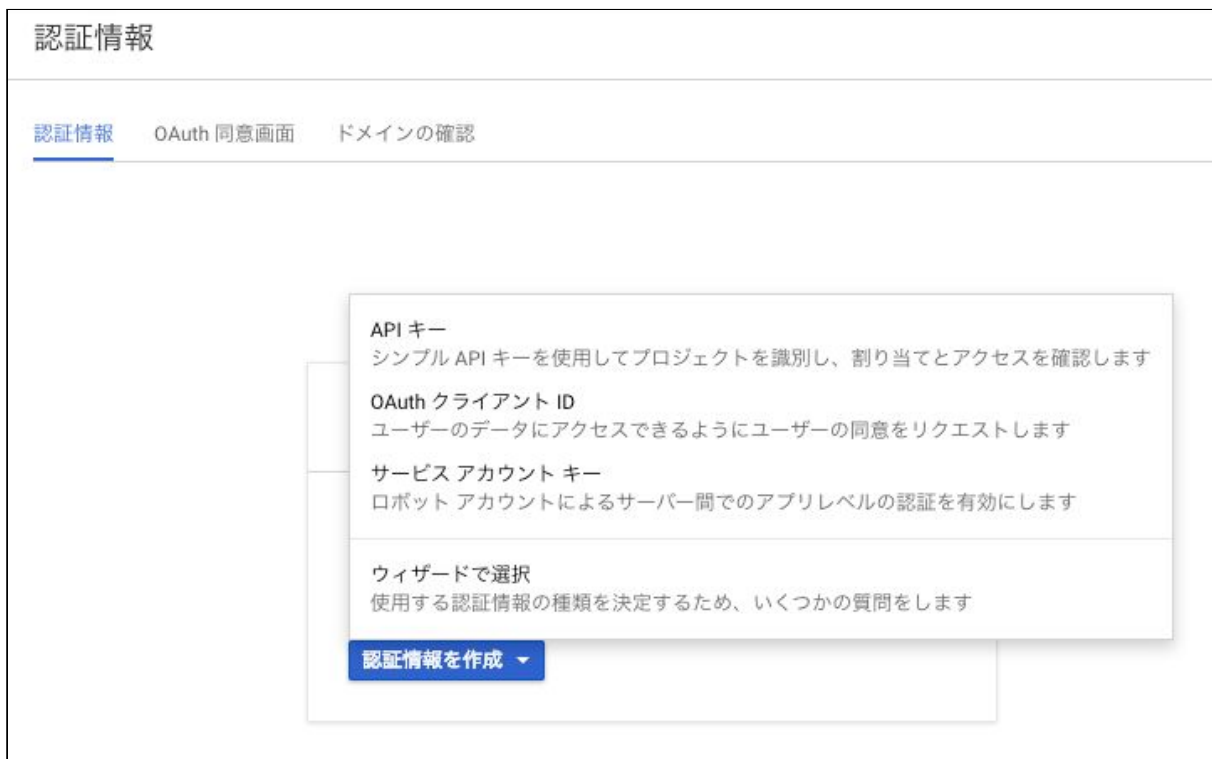 認証情報
認証情報 OAuth 同意画面 ドメインの確認
API キー
シンプル API キーを使用してプロジェクトを識別し、割り当てとアクセスを確認します
OAuth クライアント ID
ユーザーのデータにアクセスできるようにユーザーの同意をリクエストします
サービス アカウント キー
ロボット アカウントによるサーバー間でのアプリレベルの認証を有効にします
ウィザードで選択
使用する認証情報の種類を決定するため、いくつかの質問をします
認証情報を作成